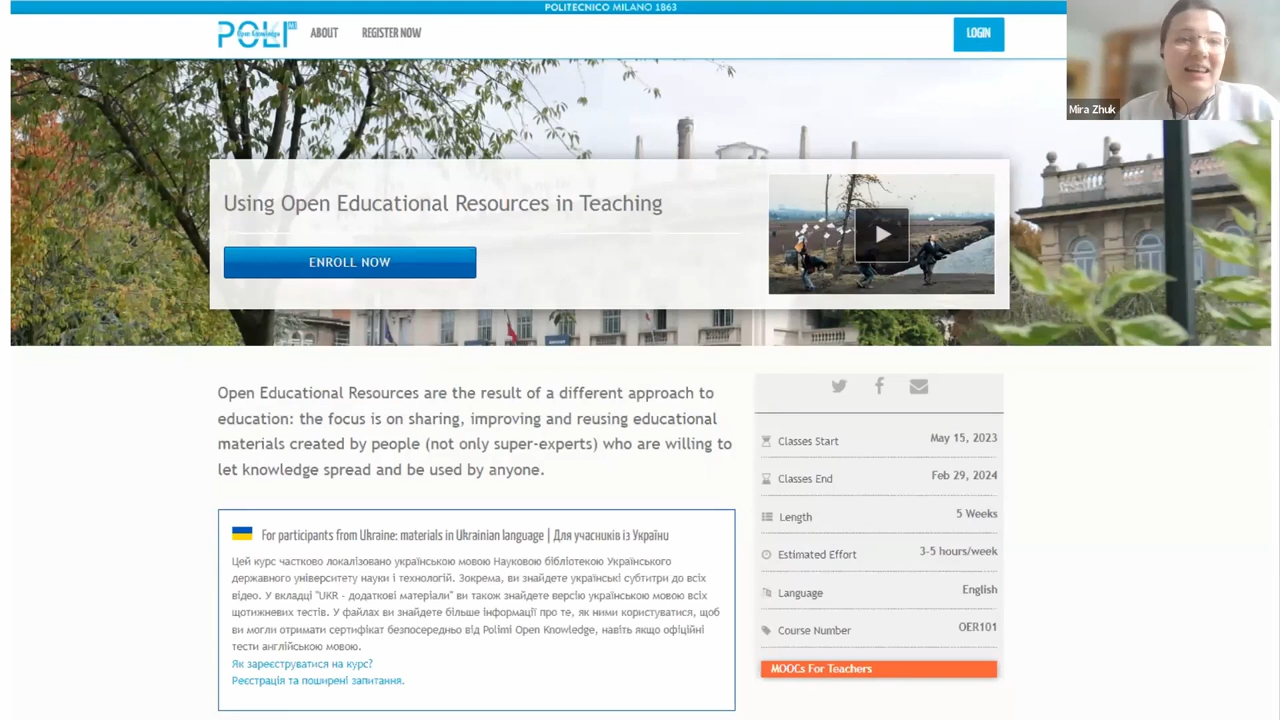 POLITECNICO MILANO 1863
POLIMI
Open Knowledge
ABOUT
REGISTER NOW
LOGIN
Mira Zhuk
Using Open Educational Resources in Teaching
ENROLL NOW
Open Educational Resources are the result of a different approach to
education: the focus is on sharing, improving and reusing educational
materials created by people (not only super-experts) who are willing to
let knowledge spread and be used by anyone.
For participants from Ukraine: materials in Ukrainian language | Для учасників із України
Цей курс частково локалізовано українською мовою Науковою бібліотекою Українського
державного університету науки і технологій. Зокрема, ви знайдете українські субтитри до всіх
відео. У вкладці "UKR - додаткові матеріали" ви також знайдете версію українською мовою всіх
щотижневих тестів. У файлах ви знайдете більше інформації про те, як ними користуватися, щоб
ви могли отримати сертифікат безпосередньо від Polimi Open Knowledge, навіть якщо офіційні
тести англійською мовою.
Як зареєструватися на курс?
Реєстрація та поширені запитання.
Classes Start May 15, 2023
Classes End Feb 29, 2024
Length 5 Weeks
Estimated Effort 3-5 hours/week
Language English
Course Number OER101
MOOCs For Teachers